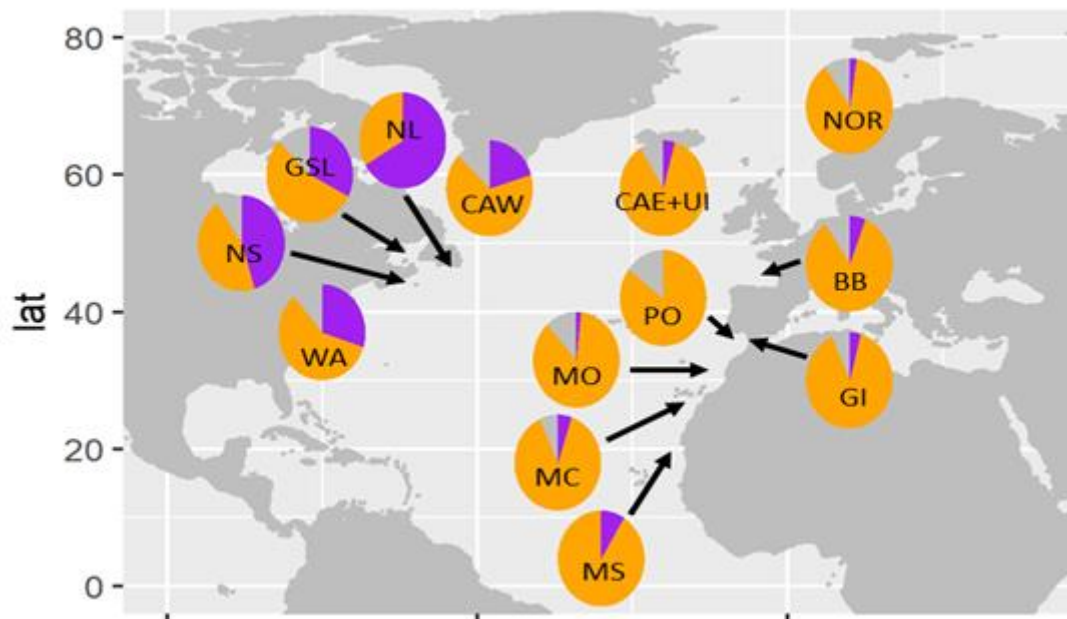 80
NOR
NL
GSL
60
CAW
CAE+UI
NS
BB
lat
40
PO
WA
MO
GI
20
MC
MS
0